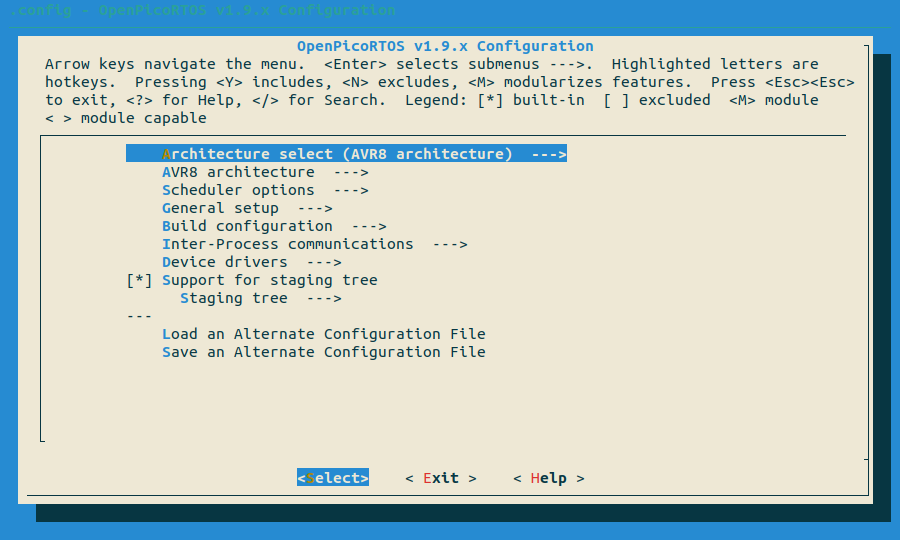 .config - OpenPicoRTOS v1.9.x Configuration
OpenPicoRTOS v1.9.x Configuration
Arrow keys navigate the menu.  <Enter> selects submenus --->.  Highlighted letters are
hotkeys.  Pressing <Y> includes, <N> excludes, <M> modularizes features.  Press <Esc><Esc>
to exit, <?> for Help, </> for Search.  Legend: [*] built-in  [ ] excluded  <M> module
< > module capable
Architecture select (AVR8 architecture)  --->
AVR8 architecture  --->
Scheduler options  --->
General setup  --->
Build configuration  --->
Inter-Process communications  --->
Device drivers  --->
[*] Support for staging tree
Staging tree  --->
---
Load an Alternate Configuration File
Save an Alternate Configuration File
<Select>    < Exit >    < Help >